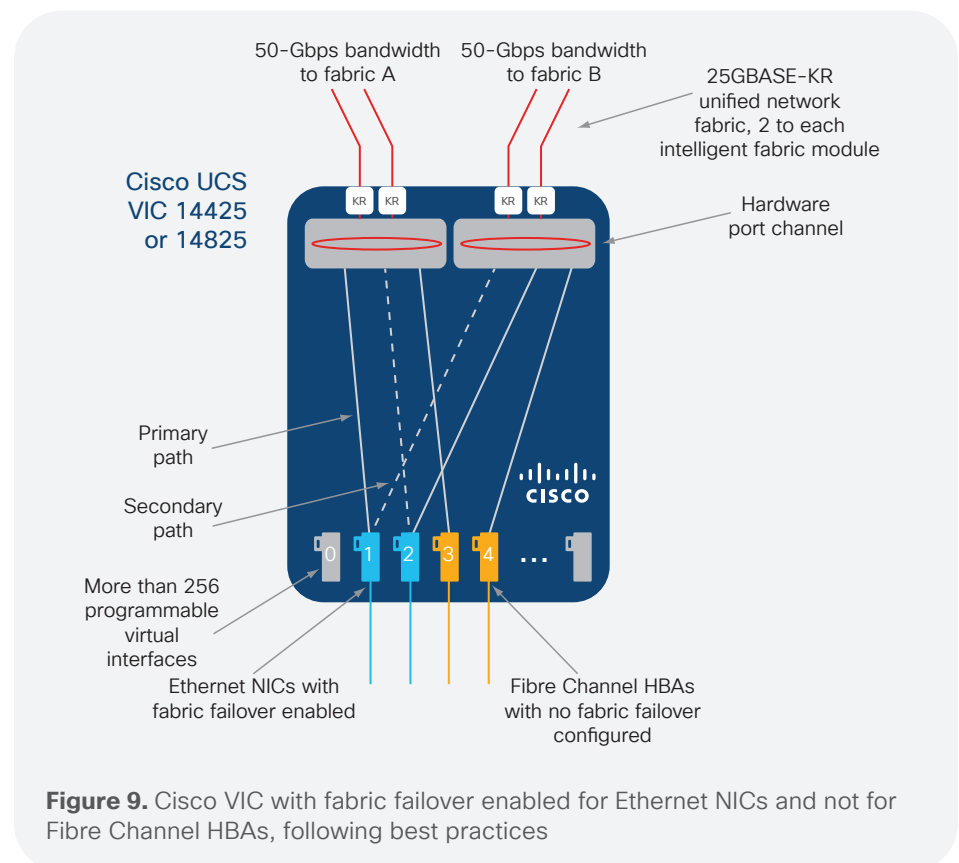 50-Gbps bandwidth
to fabric A
50-Gbps bandwidth
to fabric B
25GBASE-KR
unified network
fabric, 2 to each
intelligent fabric module
Cisco UCS
VIC 14425
or 14825
KR
KR
KR
KR
Hardware
port channel
Primary
path
Secondary
path
CISCO
0
1
2
3
4
...
More than 256
programmable
virtual
interfaces
Ethernet NICs with
fabric failover enabled
Fibre Channel HBAs
with no fabric failover
configured
Figure 9. Cisco VIC with fabric failover enabled for Ethernet NICs and not for
Fibre Channel HBAs, following best practices